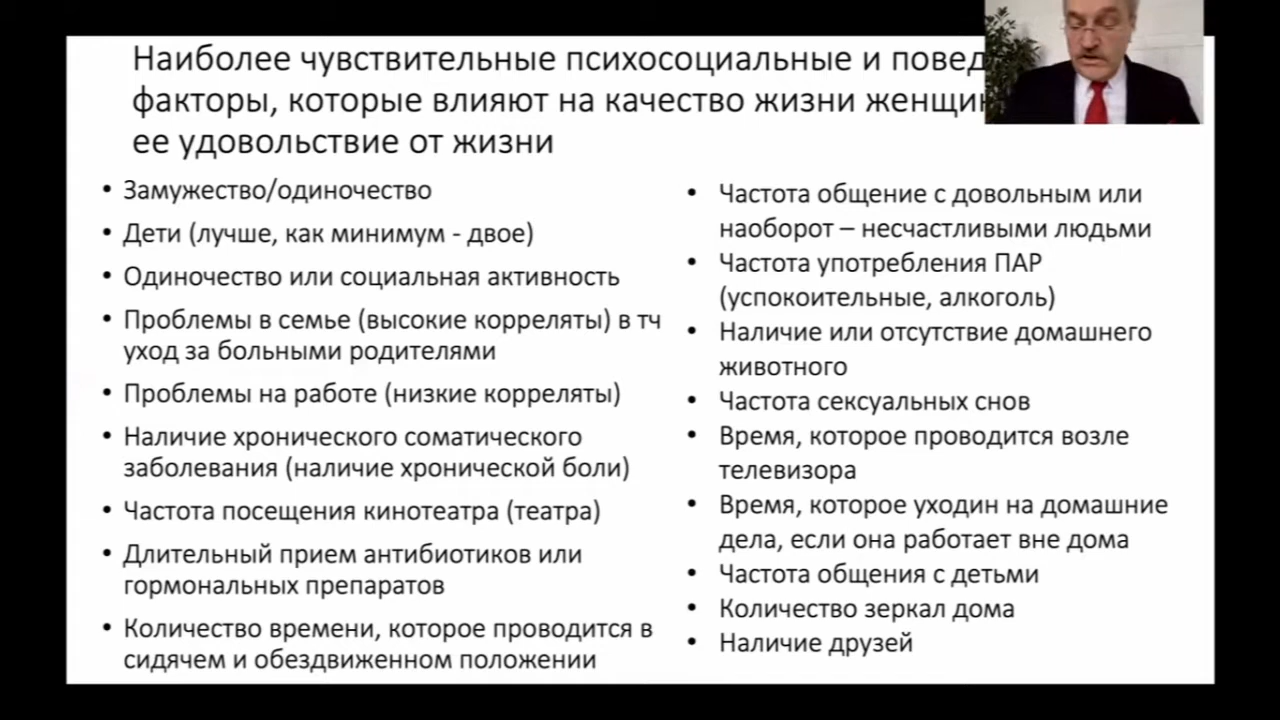 Наиболее чувствительные психосоциальные и
факторы, которые влияют на качество жизни
ее удовольствие от жизни
• Замужество/одиночество
• Дети (лучше, как минимум - двое)
• Одиночество или социальная активность
• Проблемы в семье (высокие корреляты) в тч
уход за больными родителями
• Проблемы на работе (низкие корреляты)
• Наличие хронического соматического
заболевания (наличие хронической боли)
• Частота посещения кинотеатра (театра)
• Длительный прием антибиотиков или
гормональных препаратов
• Количество времени, которое проводится в
сидячем и обездвиженном положении
• Частота общение с довольным или
наоборот – несчастливыми людьми
• Частота употребления ПАР
(успокоительные, алкоголь)
• Наличие или отсутствие домашнего
животного
• Частота сексуальных снов
• Время, которое проводится возле
телевизора
• Время, которое уходин на домашние
дела, если она работает вне дома
• Частота общения с детьми
• Количество зеркал дома
• Наличие друзей